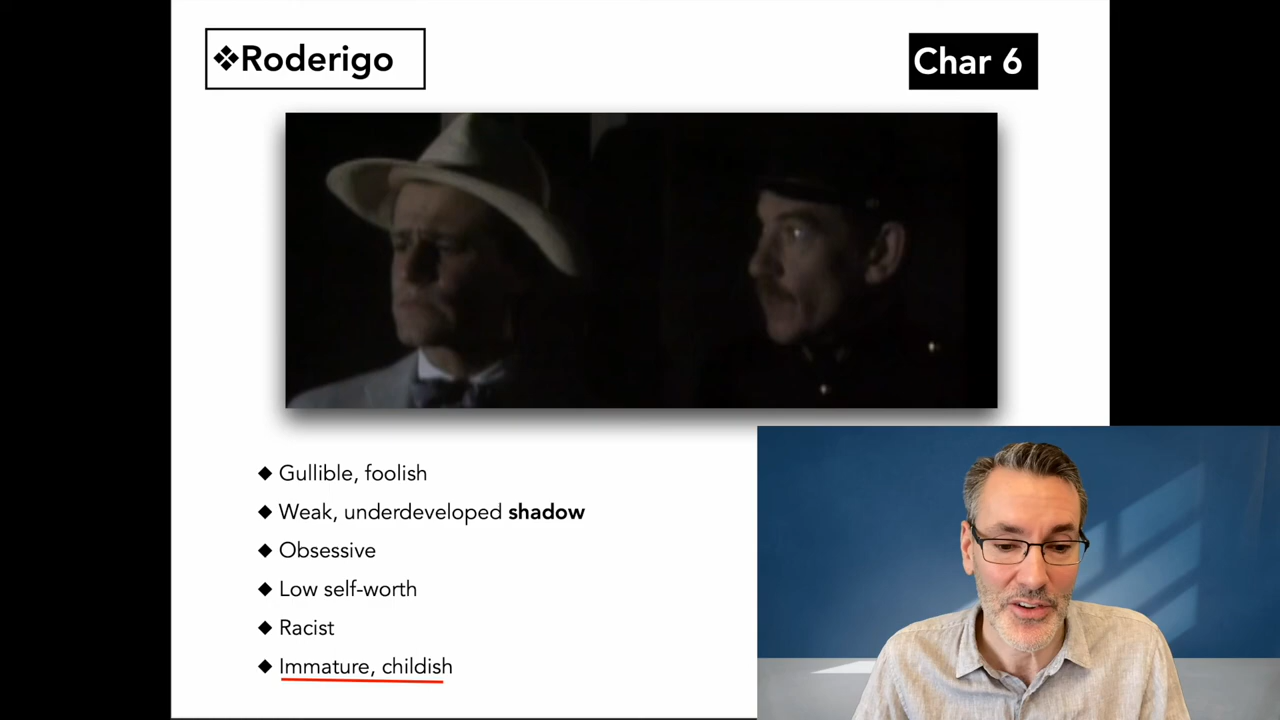 ❖Roderigo
Char 6
◆ Gullible, foolish
◆ Weak, underdeveloped shadow
◆ Obsessive
◆ Low self-worth
◆ Racist
◆ Immature, childish